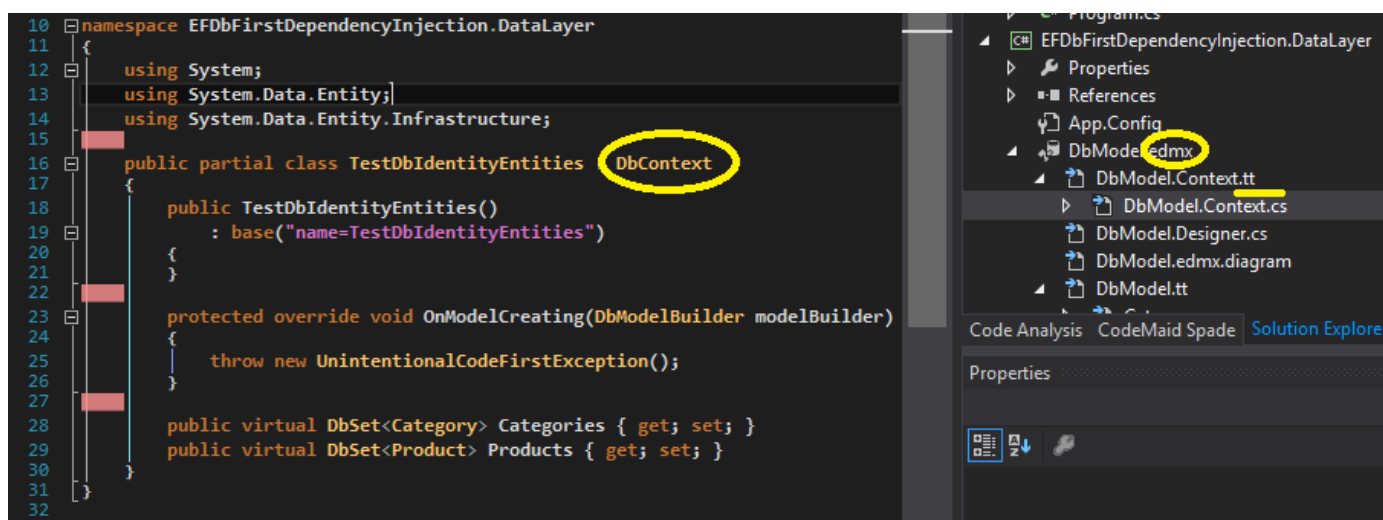 10 namespace EFDbFirstDependencyInjection.DataLayer
11 {
12 using System;
13 using System.Data.Entity;
14 using System.Data.Entity.Infrastructure;
15
16 public partial class TestDbIdentityEntities DbContext
17 {
18 public TestDbIdentityEntities()
19 : base("name=TestDbIdentityEntities")
20 {
21 }
22
23 protected override void OnModelCreating(DbModelBuilder modelBuilder)
24 {
25 throw new UnintentionalCodeFirstException();
26 }
27
28 public virtual DbSet<Category> Categories { get; set; }
29 public virtual DbSet<Product> Products { get; set; }
30 }
31 }
32
C# Program.cs
C# EFDbFirstDependencyInjection.DataLayer
Properties
References
App.Config
DbModel.edmx
DbModel.Context.tt
DbModel.Context.cs
DbModel.Designer.cs
DbModel.edmx.diagram
DbModel.tt
Code Analysis CodeMaid Spade Solution Explore
Properties